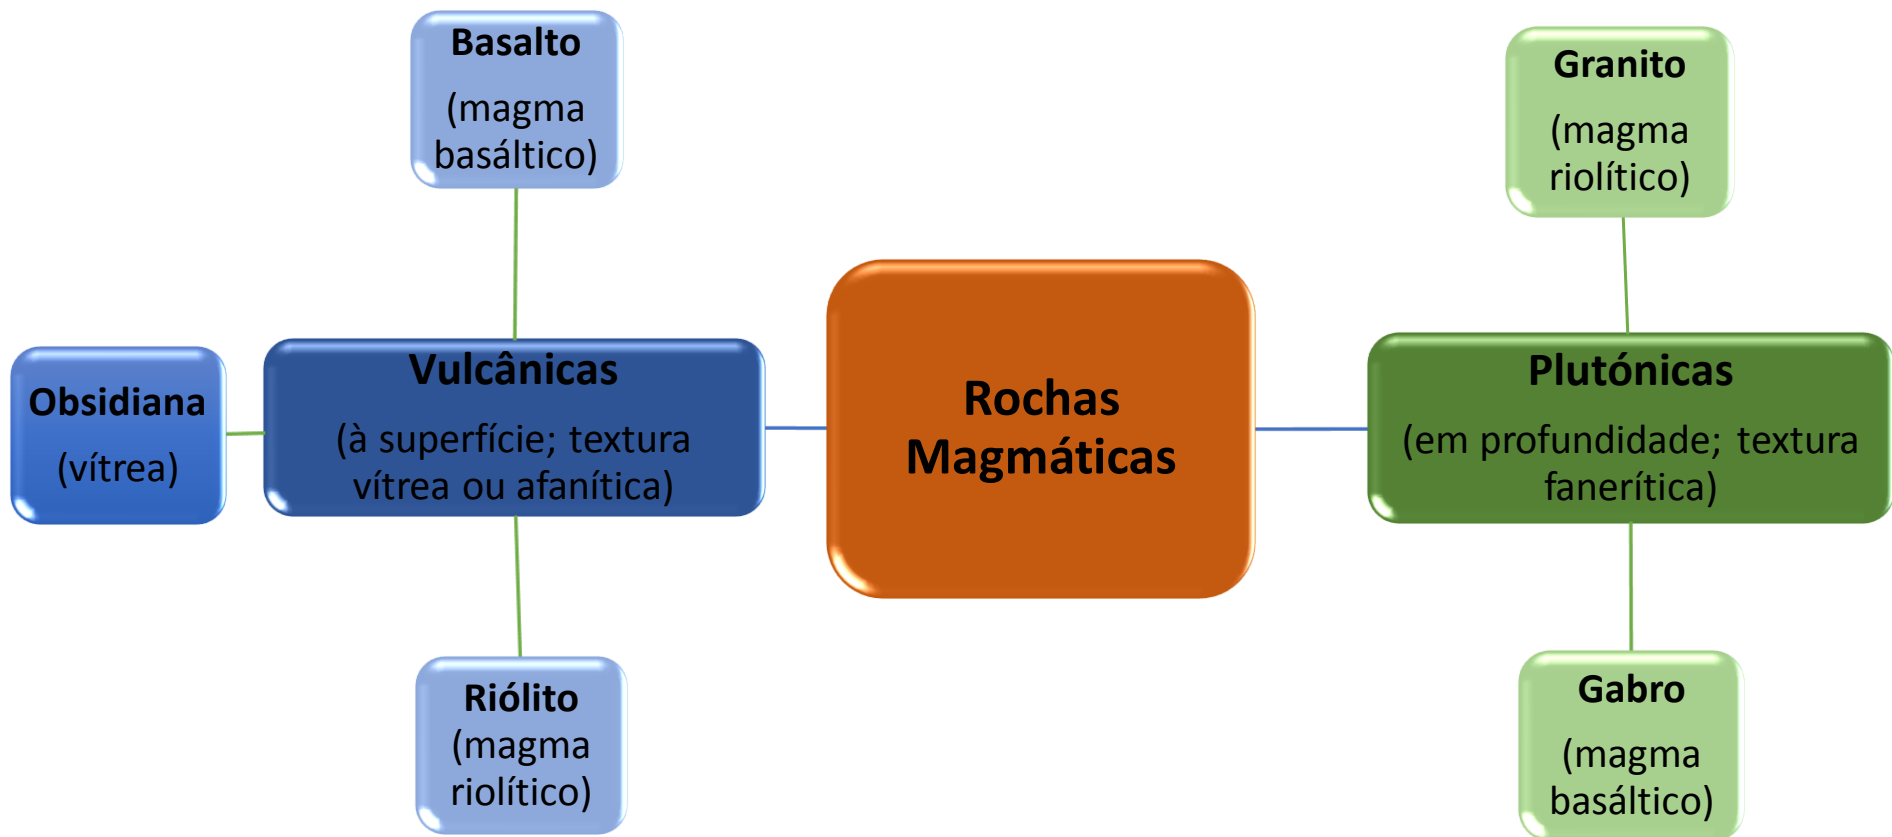 Basalto
(magma
basáltico)
Granito
(magma
riolítico)
Obsidiana
(vítrea)
Vulcânicas
(à superfície; textura
vítrea ou afanítica)
Rochas
Magmáticas
Plutónicas
(em profundidade; textura
fanerítica)
Riólito
(magma
riolítico)
Gabro
(magma
basáltico)